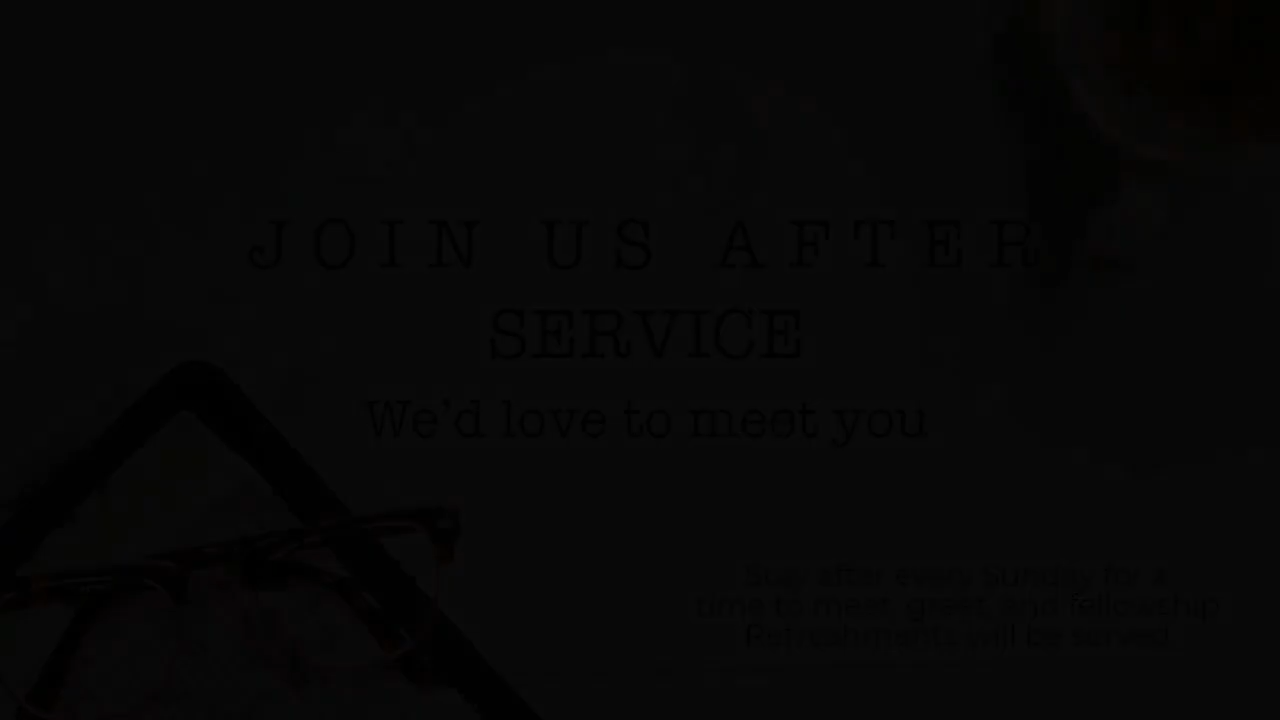 JOIN US AFTER
SERVICE
We'd love to meet you
Stay after every Sunday for a
time to meet, greet, and fellowship
Refreshments will be served